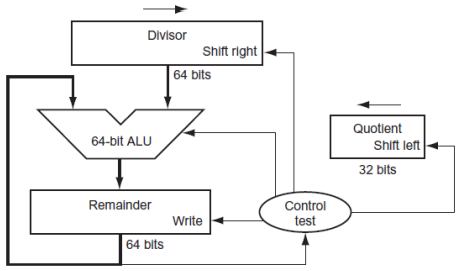 Divisor
Shift right
64 bits
64-bit ALU
Quotient
Shift left
32 bits
Remainder
Write
Control
test
64 bits